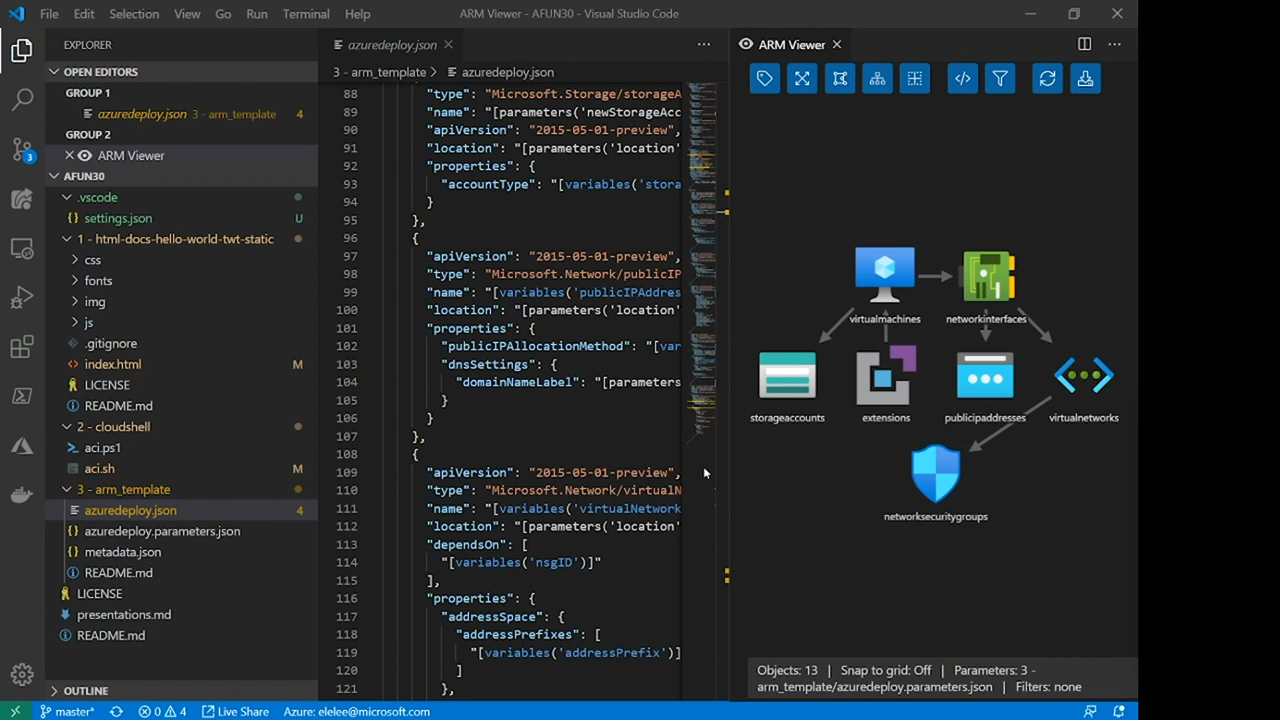 File Edit Selection View Go Run Terminal Help ARM Viewer - AFUN30 - Visual Studio Code
EXPLORER
OPEN EDITORS
GROUP 1
azuredeploy.json 3 - arm_template 4
GROUP 2
ARM Viewer
AFUN30
.vscode
settings.json U
1 - html-docs-hello-world-twt-static
css
fonts
img
js
.gitignore
index.html M
LICENSE
README.md
2 - cloudshell
aci.ps1
aci.sh M
3 - arm_template
azuredeploy.json 4
azuredeploy.parameters.json
metadata.json
README.md
LICENSE
presentations.md
README.md
OUTLINE
3
azuredeploy.json
3 - arm_template > azuredeploy.json
88 "type": "Microsoft.Storage/storageA
89 "name": "[parameters('newStorageAcc
90 "apiVersion": "2015-05-01-preview",
91 "location": "[parameters('location'
92 "properties": {
93 "accountType": "[variables('stora
94 }
95 },
96 {
97 "apiVersion": "2015-05-01-preview",
98 "type": "Microsoft.Network/publicIP
99 "name": "[variables('publicIPAddres
100 "location": "[parameters('location'
101 "properties": {
102 "publicIPAllocationMethod": "[var
103 "dnsSettings": {
104 "domainNameLabel": "[parameters
105 }
106 }
107 },
108 {
109 "apiVersion": "2015-05-01-preview",
110 "type": "Microsoft.Network/virtualN
111 "name": "[variables('virtualNetwork
112 "location": "[parameters('location'
113 "dependsOn": [
114 "[variables('nsgID')]"
115 ],
116 "properties": {
117 "addressSpace": {
118 "addressPrefixes": [
119 "[variables('addressPrefix')]
120 ]
121 },
ARM Viewer
virtualmachines networkinterfaces
storageaccounts extensions publicipaddresses virtualnetworks
networksecuritygroups
Objects: 13 | Snap to grid: Off | Parameters: 3 -
arm_template/azuredeploy.parameters.json | Filters: none
master* 0 4 Live Share Azure: elelee@microsoft.com